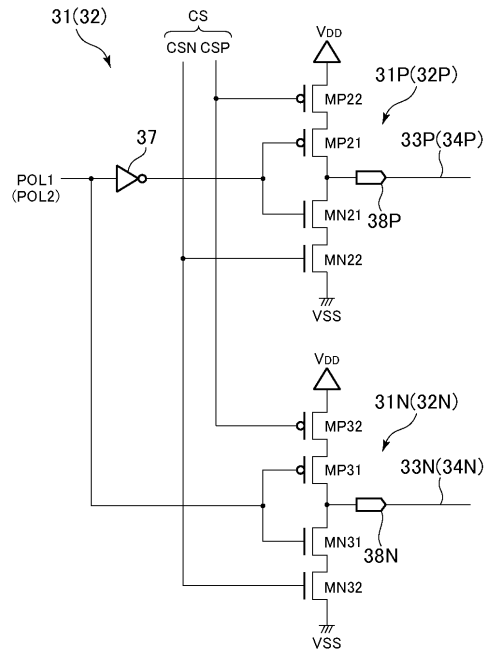 31(32)
CS
CSN CSP
VDD
31P(32P)
MP22
33P(34P)
37
MP21
POL1
(POL2)
38P
MN21
MN22
VSS
VDD
31N(32N)
MP32
33N(34N)
MP31
38N
MN31
MN32
VSS